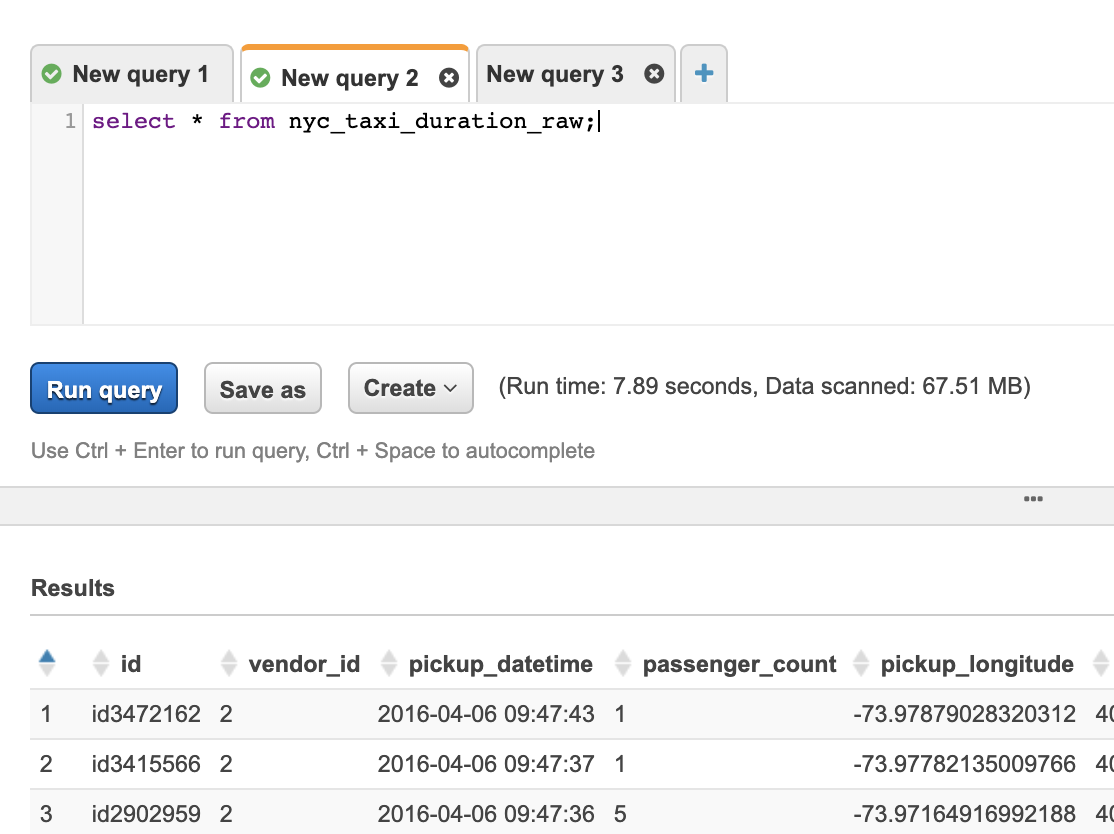 New query 1 New query 2 New query 3
1 select * from nyc_taxi_duration_raw;
Run query Save as Create (Run time: 7.89 seconds, Data scanned: 67.51 MB)
Use Ctrl + Enter to run query, Ctrl + Space to autocomplete
Results
id vendor_id pickup_datetime passenger_count pickup_longitude
1 id3472162 2 2016-04-06 09:47:43 1 -73.97879028320312
2 id3415566 2 2016-04-06 09:47:37 1 -73.97782135009766
3 id2902959 2 2016-04-06 09:47:36 5 -73.97164916992188